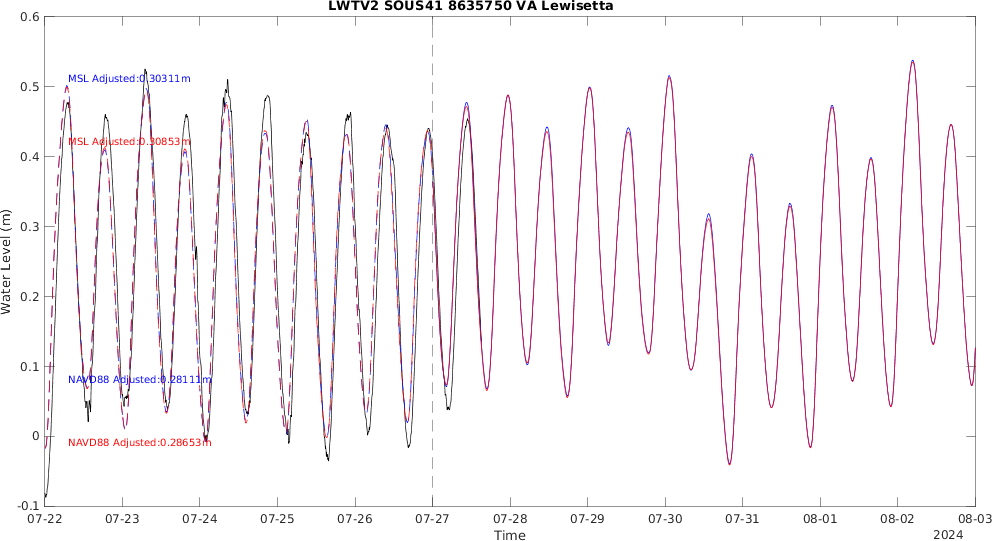 LWTV2 SOUS41 8635750 VA Lewisetta
0.6
0.5
0.4
0.3
0.2
0.1
0
-0.1
Water Level (m)
MSL Adjusted:0.30311m
MSL Adjusted:0.30853m
NAVD88 Adjusted:0.28111m
NAVD88 Adjusted:0.28653m
07-22 07-23 07-24 07-25 07-26 07-27 07-28 07-29 07-30 07-31 08-01 08-02 08-03
Time
2024